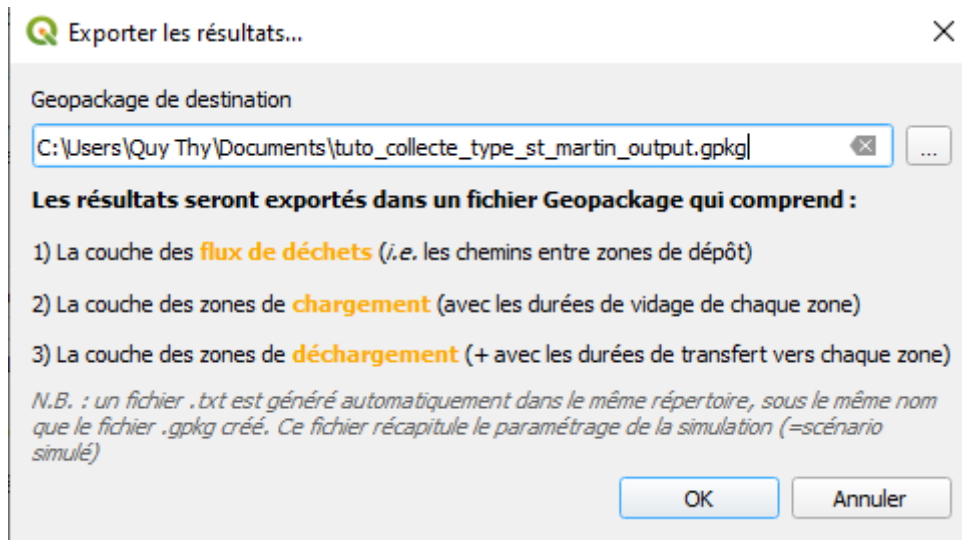 Exporter les résultats...
Geopackage de destination
C:\Users\Quy Thy\Documents\tuto_collecte_type_st_martin_output.gpkg
...
Les résultats seront exportés dans un fichier Geopackage qui comprend :
1) La couche des flux de déchets (i.e. les chemins entre zones de dépôt)
2) La couche des zones de chargement (avec les durées de vidage de chaque zone)
3) La couche des zones de déchargement (+ avec les durées de transfert vers chaque zone)
N.B. : un fichier .txt est généré automatiquement dans le même répertoire, sous le même nom
que le fichier .gpkg créé. Ce fichier récapitule le paramétrage de la simulation (=scénario
simulé)
OK
Annuler